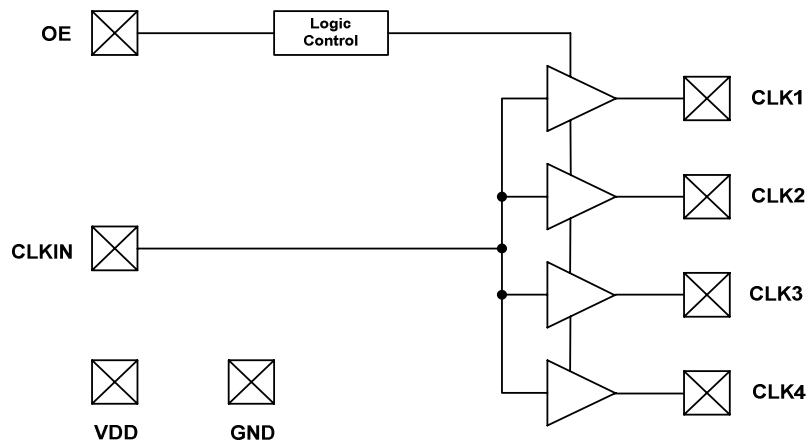 OE
Logic
Control
CLK1
CLK2
CLKIN
CLK3
CLK4
VDD
GND